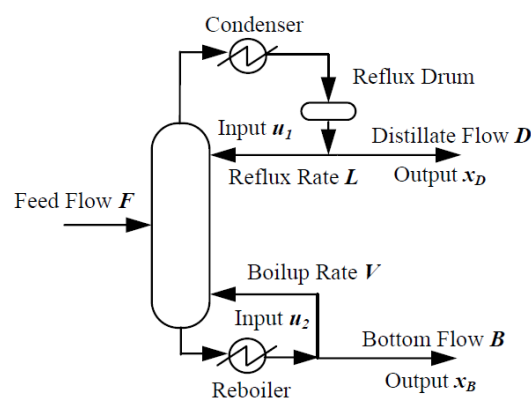 Condenser
Reflux Drum
Input u1
Distillate Flow D
Reflux Rate L
Output xD
Feed Flow F
Boilup Rate V
Input u2
Bottom Flow B
Reboiler
Output xB